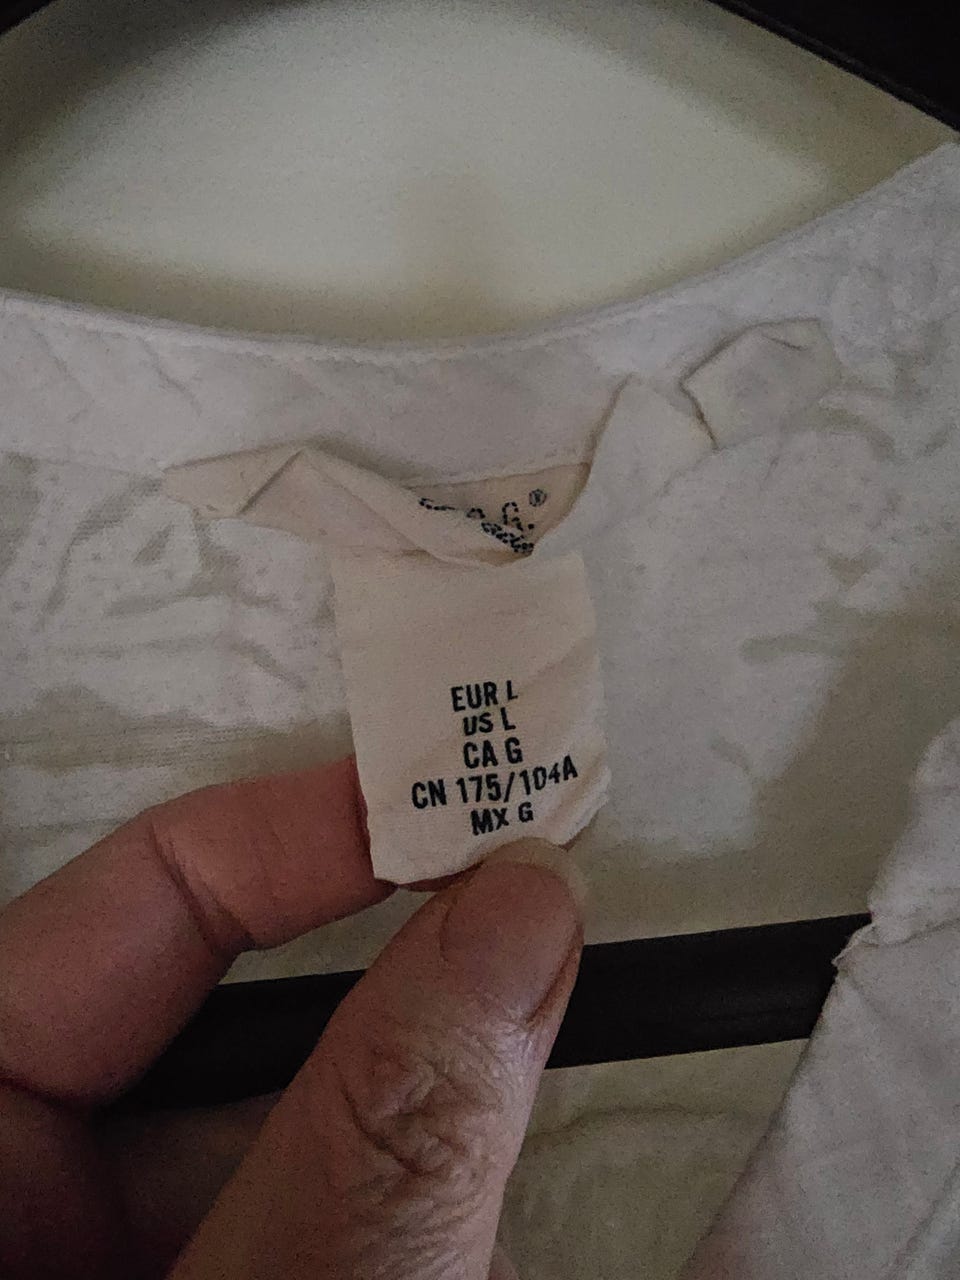 ®
EUR L
US L
CA G
CN 175/104A
MX G